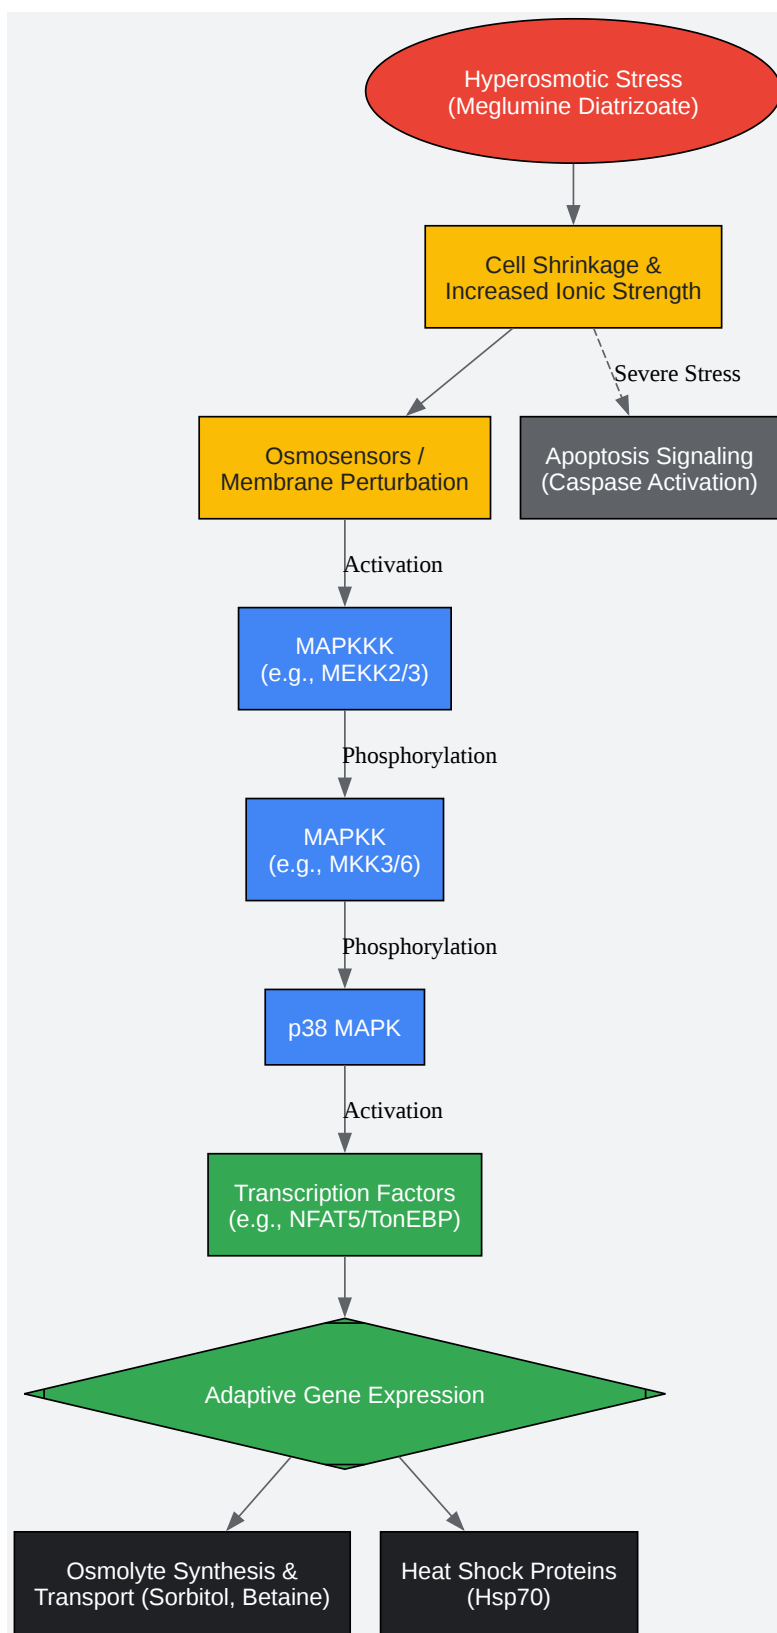 Hyperosmotic Stress
(Meglumine Diatrizoate)
Cell Shrinkage &
Increased Ionic Strength
Severe Stress
Osmosensors /
Membrane Perturbation
Apoptosis Signaling
(Caspase Activation)
Activation
MAPKKK
(e.g., MEKK2/3)
Phosphorylation
MAPKK
(e.g., MKK3/6)
Phosphorylation
p38 MAPK
Activation
Transcription Factors
(e.g., NFAT5/TonEBP)
Adaptive Gene Expression
Osmolyte Synthesis &
Transport (Sorbitol, Betaine)
Heat Shock Proteins
(Hsp70)